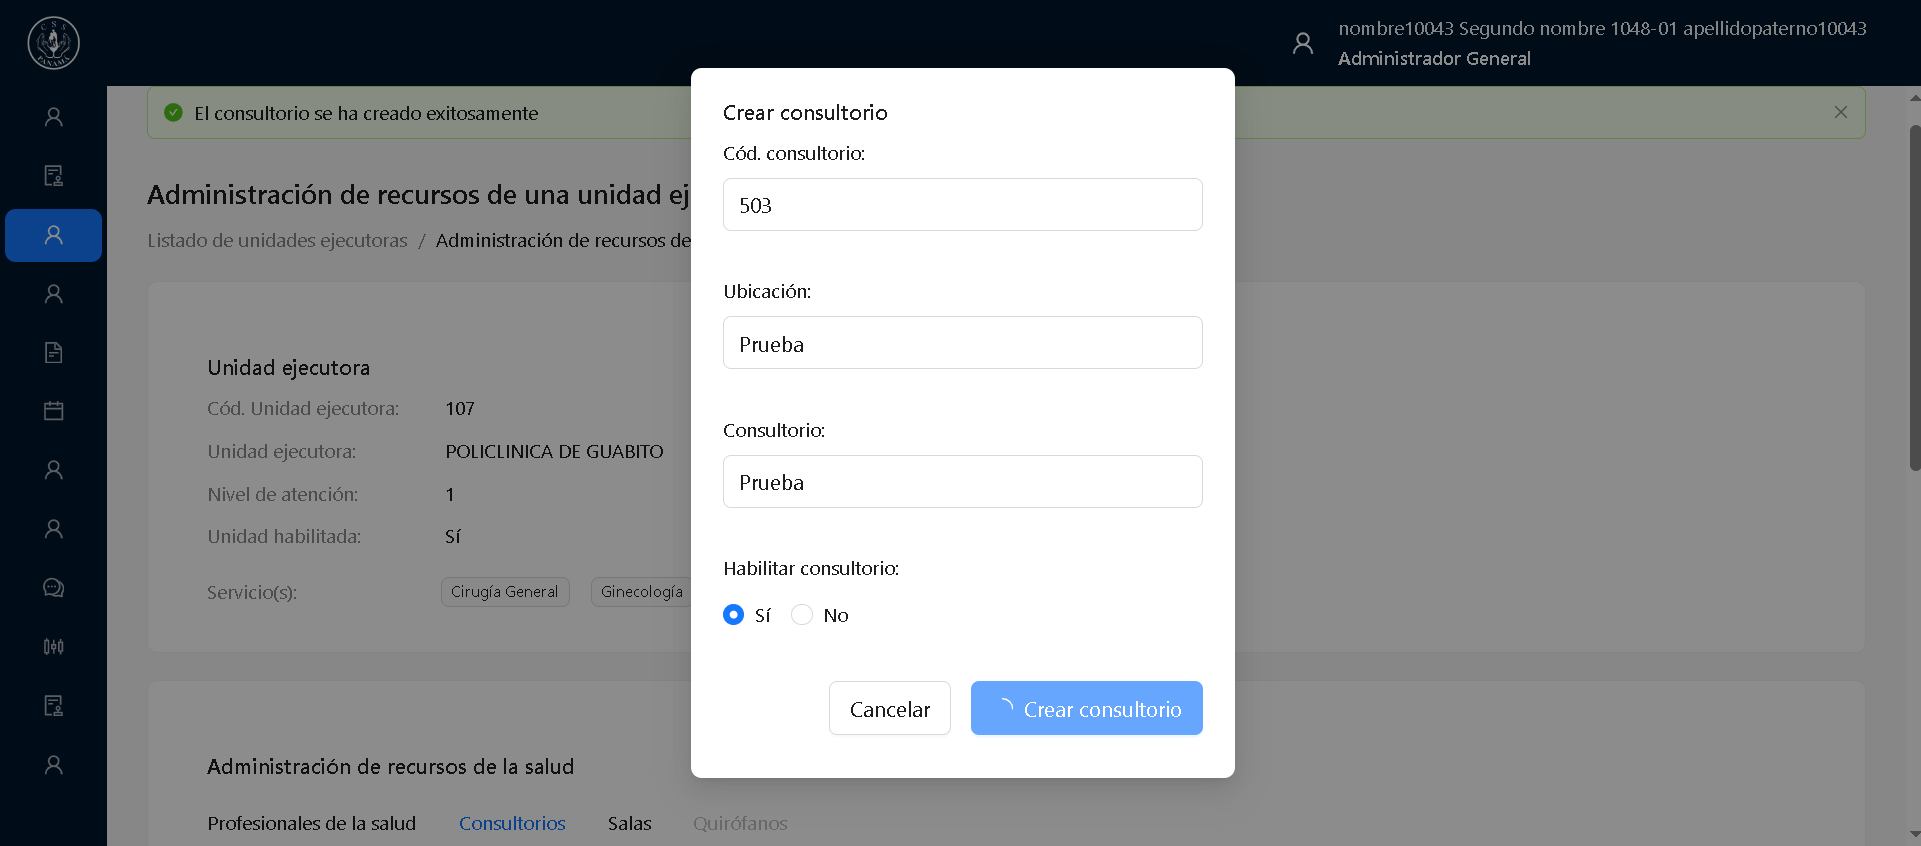 CSS
PANAMA
nombre10043 Segundo nombre 1048-01 apellidopaterno10043
Administrador General
El consultorio se ha creado exitosamente
Administración de recursos de una unidad ej
Listado de unidades ejecutoras / Administración de recursos de
Unidad ejecutora
Cód. Unidad ejecutora: 107
Unidad ejecutora: POLICLINICA DE GUABITO
Nivel de atención: 1
Unidad habilitada: Sí
Servicio(s): Cirugía General Ginecología
Administración de recursos de la salud
Profesionales de la salud Consultorios Salas Quirófanos
Crear consultorio
Cód. consultorio:
503
Ubicación:
Prueba
Consultorio:
Prueba
Habilitar consultorio:
Sí No
Cancelar Crear consultorio